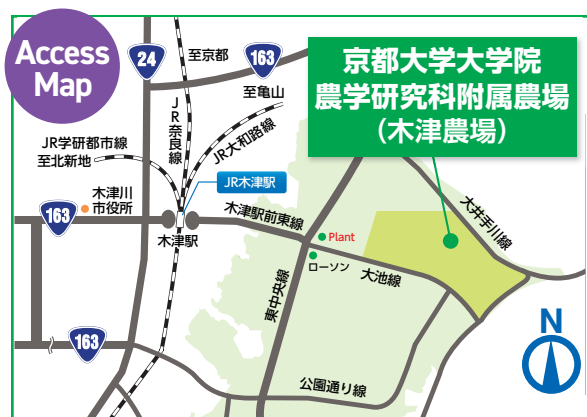 Access
Map
24
至京都
163
至亀山
京都大学大学院
農学研究科附属農場
(木津農場)
JR奈良線
JR大和路線
JR学研都市線
至北新地
JR木津駅
木津川
市役所
163
木津駅
木津駅前東線
Plant
ローソン
大池線
大井手川線
東中央線
163
公園通り線
N